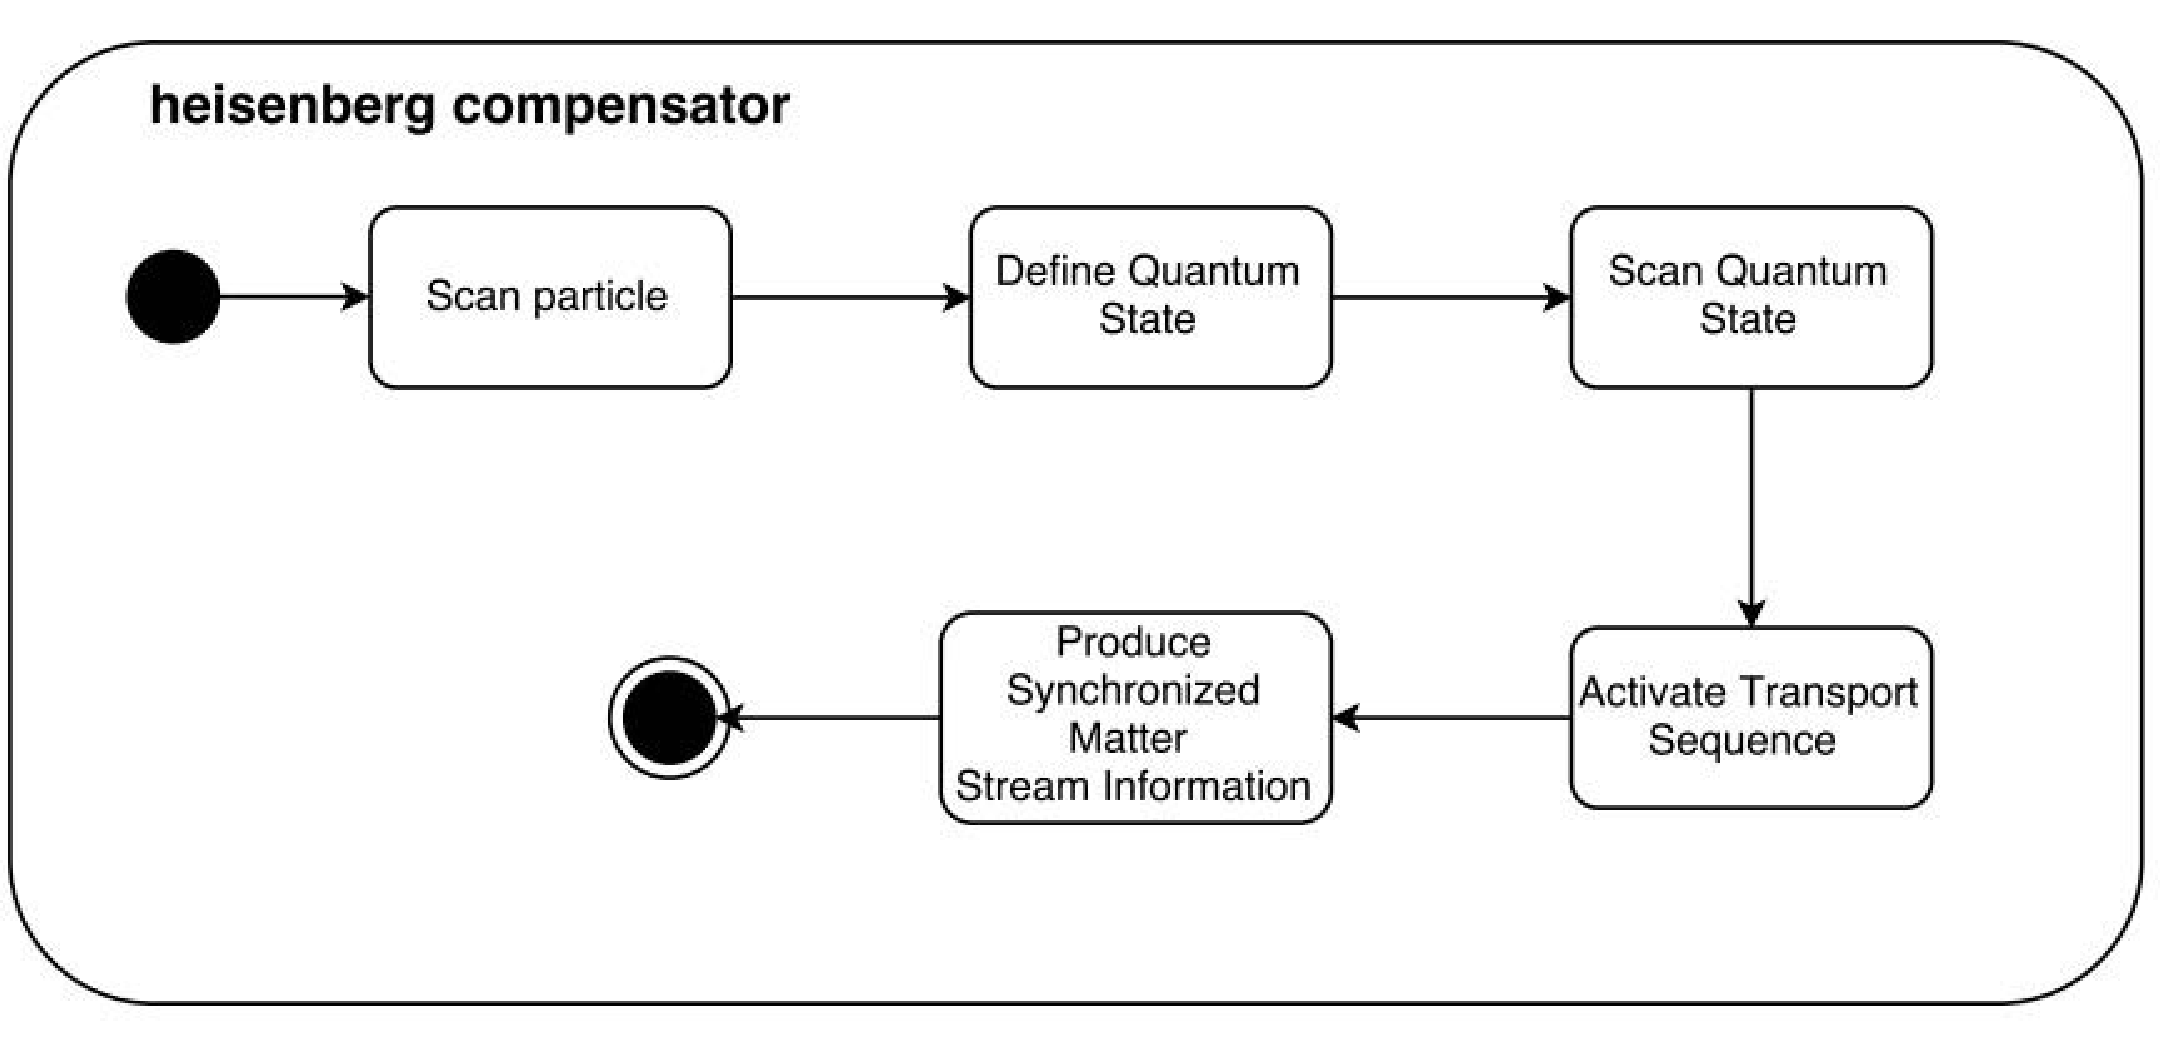 heisenberg compensator
Scan particle
Define Quantum
State
Scan Quantum
State
Activate Transport
Sequence
Produce
Synchronized
Matter
Stream Information